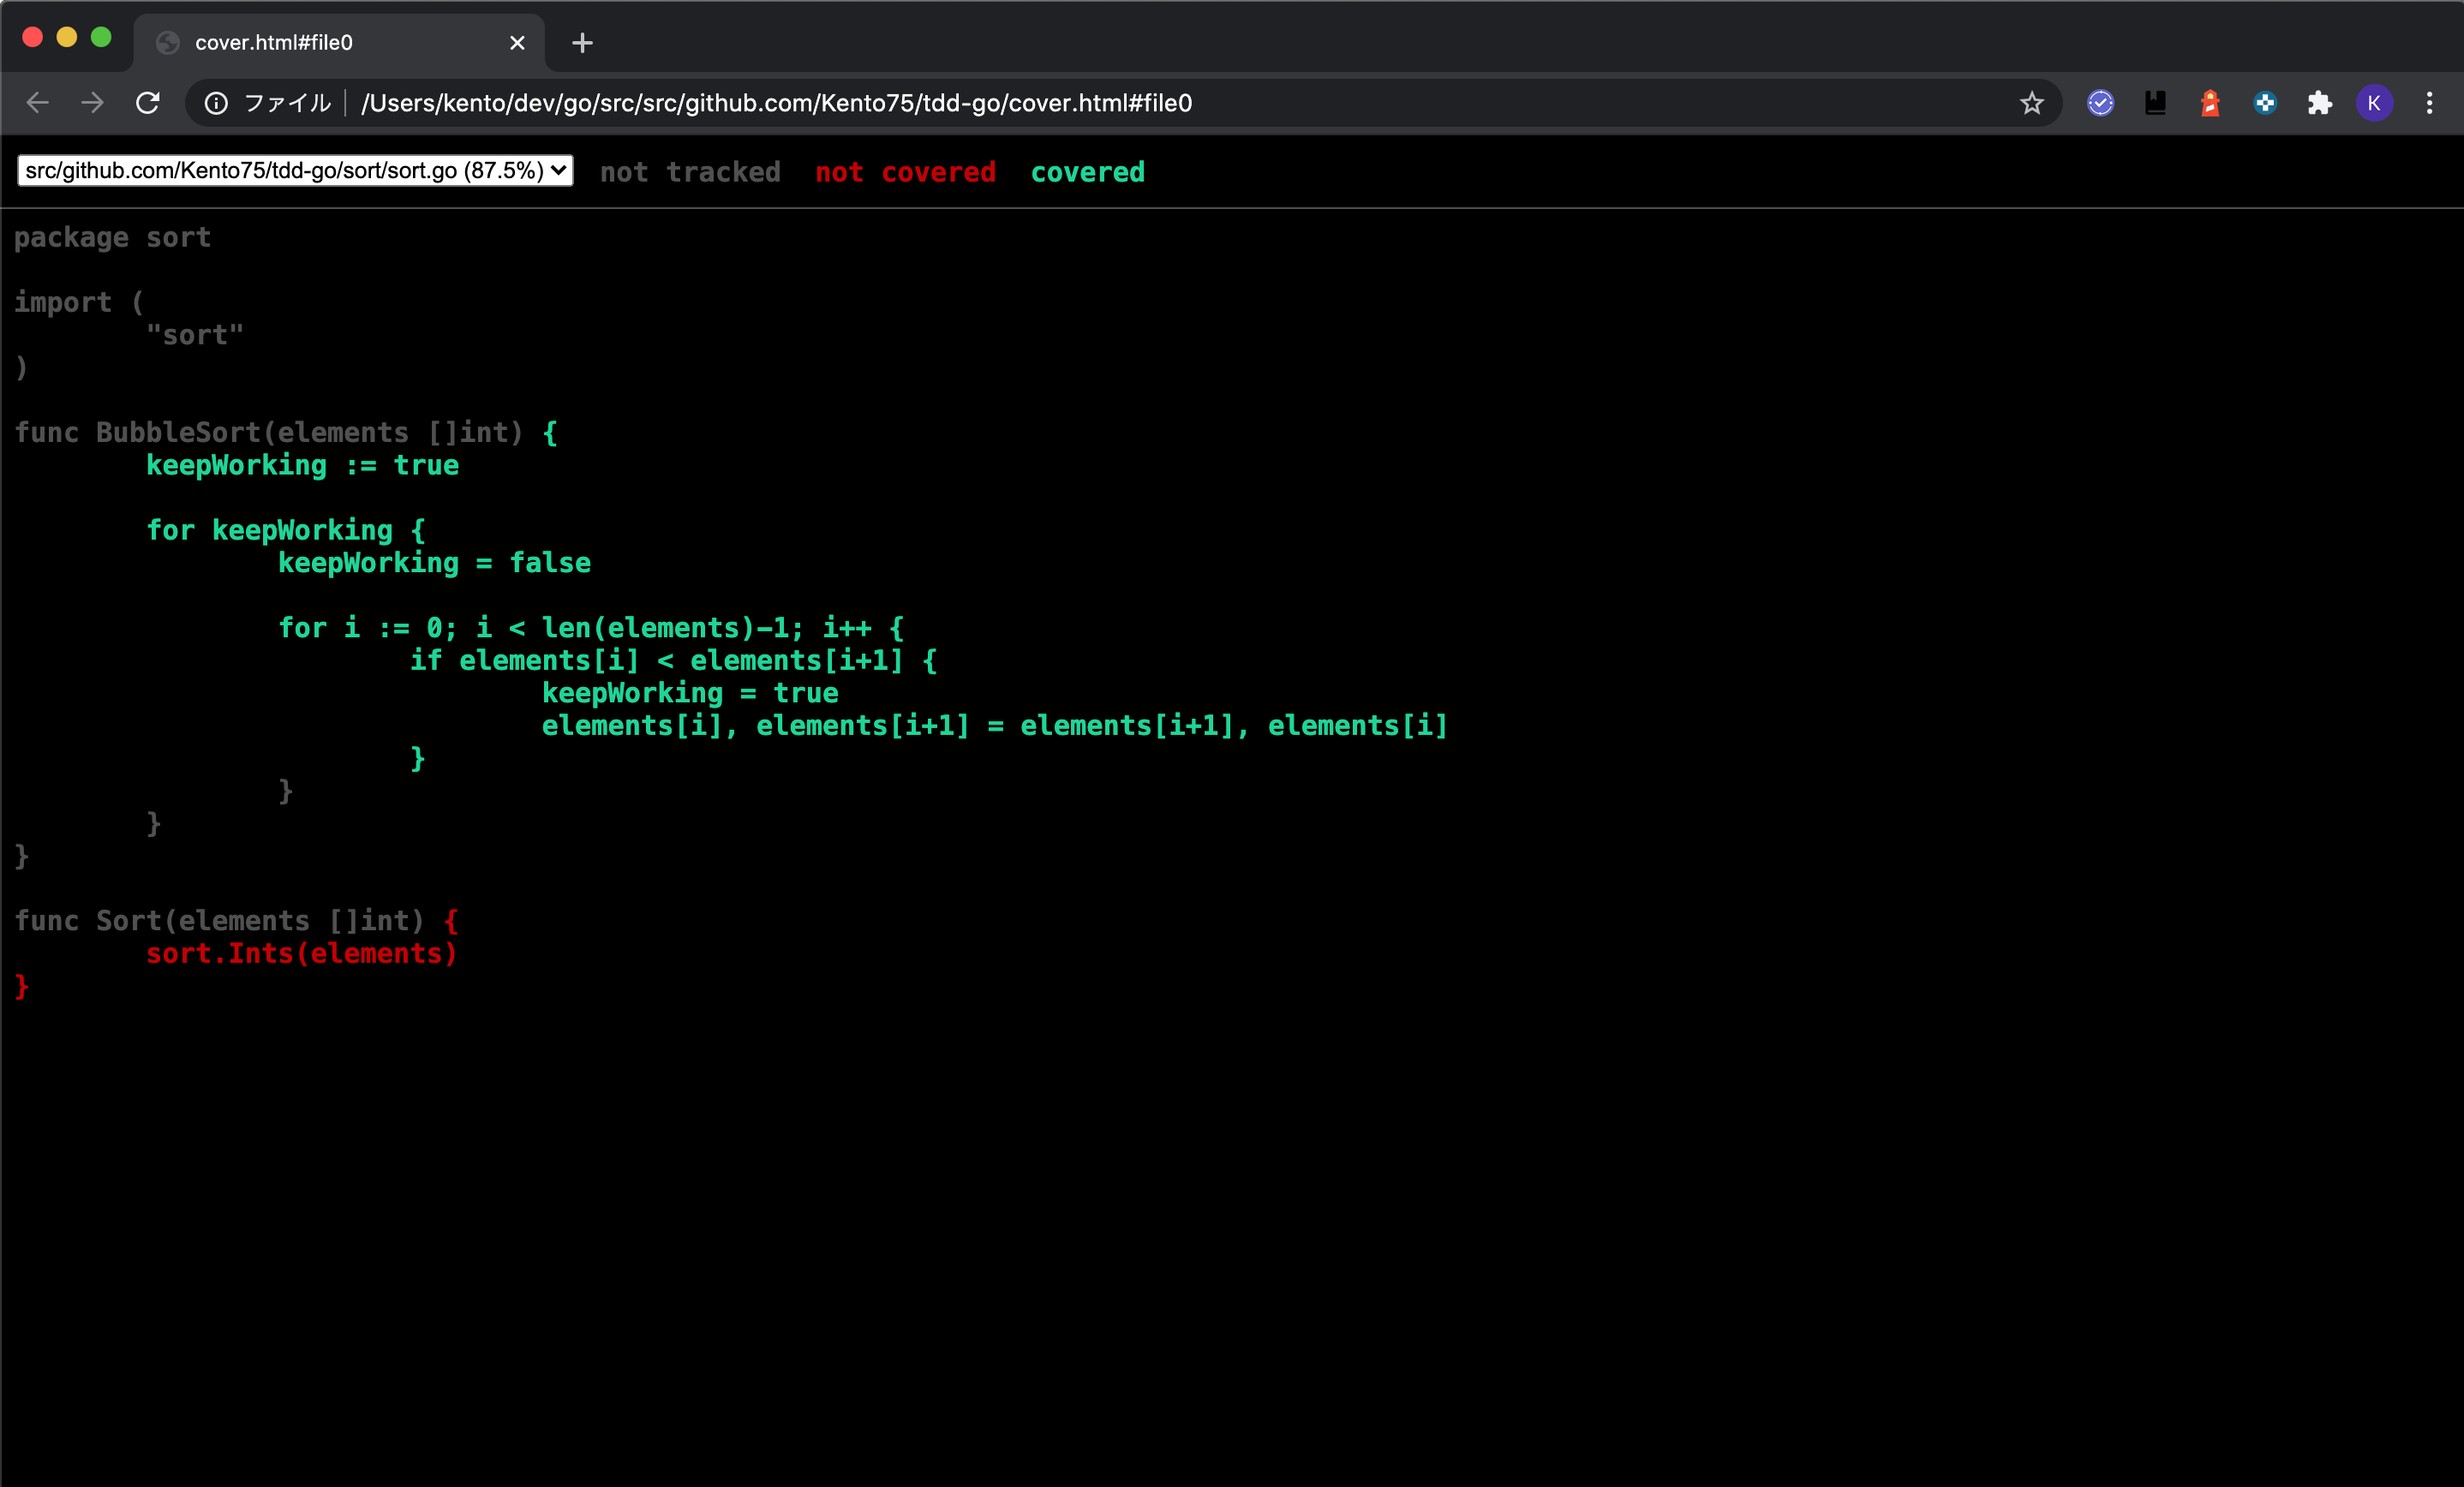 cover.html#file0
ファイル /Users/kento/dev/go/src/src/github.com/Kento75/tdd-go/cover.html#file0 K
src/github.com/Kento75/tdd-go/sort/sort.go (87.5%) not tracked not covered covered
package sort
import (
"sort"
)
func BubbleSort(elements []int) {
keepWorking := true
for keepWorking {
keepWorking = false
for i := 0; i < len(elements)-1; i++ {
if elements[i] < elements[i+1] {
keepWorking = true
elements[i], elements[i+1] = elements[i+1], elements[i]
}
}
}
}
func Sort(elements []int) {
sort.Ints(elements)
}